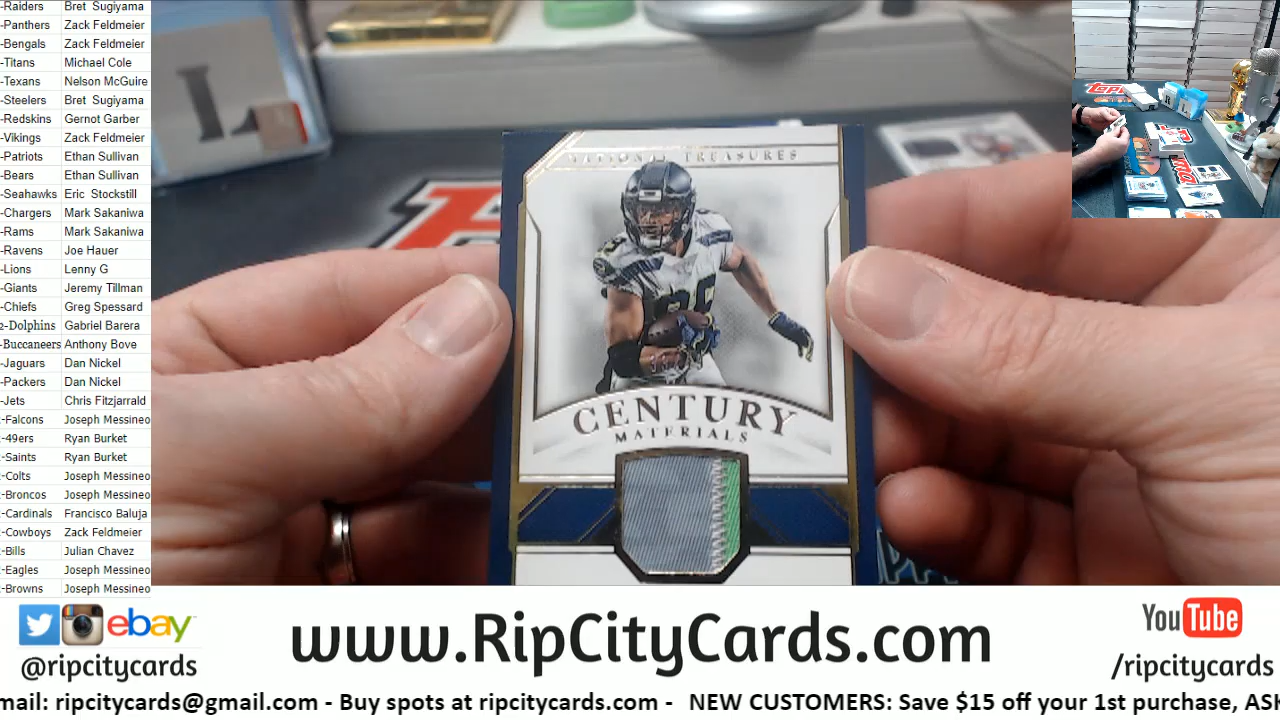 -Raiders Bret Sugiyama
-Panthers Zack Feldmeier
-Bengals Zack Feldmeier
-Titans Michael Cole
-Texans Nelson McGuire
-Steelers Bret Sugiyama
-Redskins Gernot Garber
-Vikings Zack Feldmeier
-Patriots Ethan Sullivan
-Bears Ethan Sullivan
-Seahawks Eric Stockstill
-Chargers Mark Sakaniwa
-Rams Mark Sakaniwa
-Ravens Joe Hauer
-Lions Lenny G
-Giants Jeremy Tillman
-Chiefs Greg Spessard
2-Dolphins Gabriel Barera
-Buccaneers Anthony Bove
-Jaguars Dan Nickel
-Packers Dan Nickel
-Jets Chris Fitzjarrald
-Falcons Joseph Messineo
-49ers Ryan Burket
-Saints Ryan Burket
-Colts Joseph Messineo
-Broncos Joseph Messineo
-Cardinals Francisco Baluja
-Cowboys Zack Feldmeier
-Bills Julian Chavez
-Eagles Joseph Messineo
-Browns Joseph Messineo
L
NATIONAL TREASURES
CENTURY
MATERIALS
ebay
@ripcitycards
www.RipCityCards.com
YouTube
/ripcitycards
mail: ripcitycards@gmail.com - Buy spots at ripcitycards.com - NEW CUSTOMERS: Save $15 off your 1st purchase, ASK